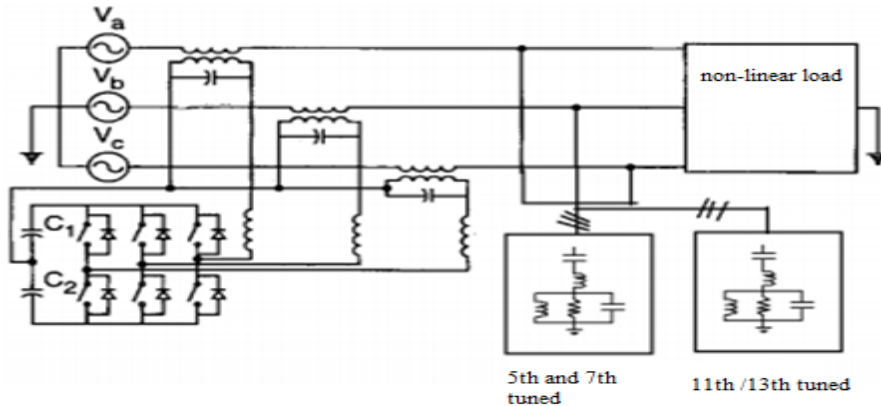 Va
Vb
Vc
non-linear load
C1
C2
5th and 7th
tuned
11th /13th tuned